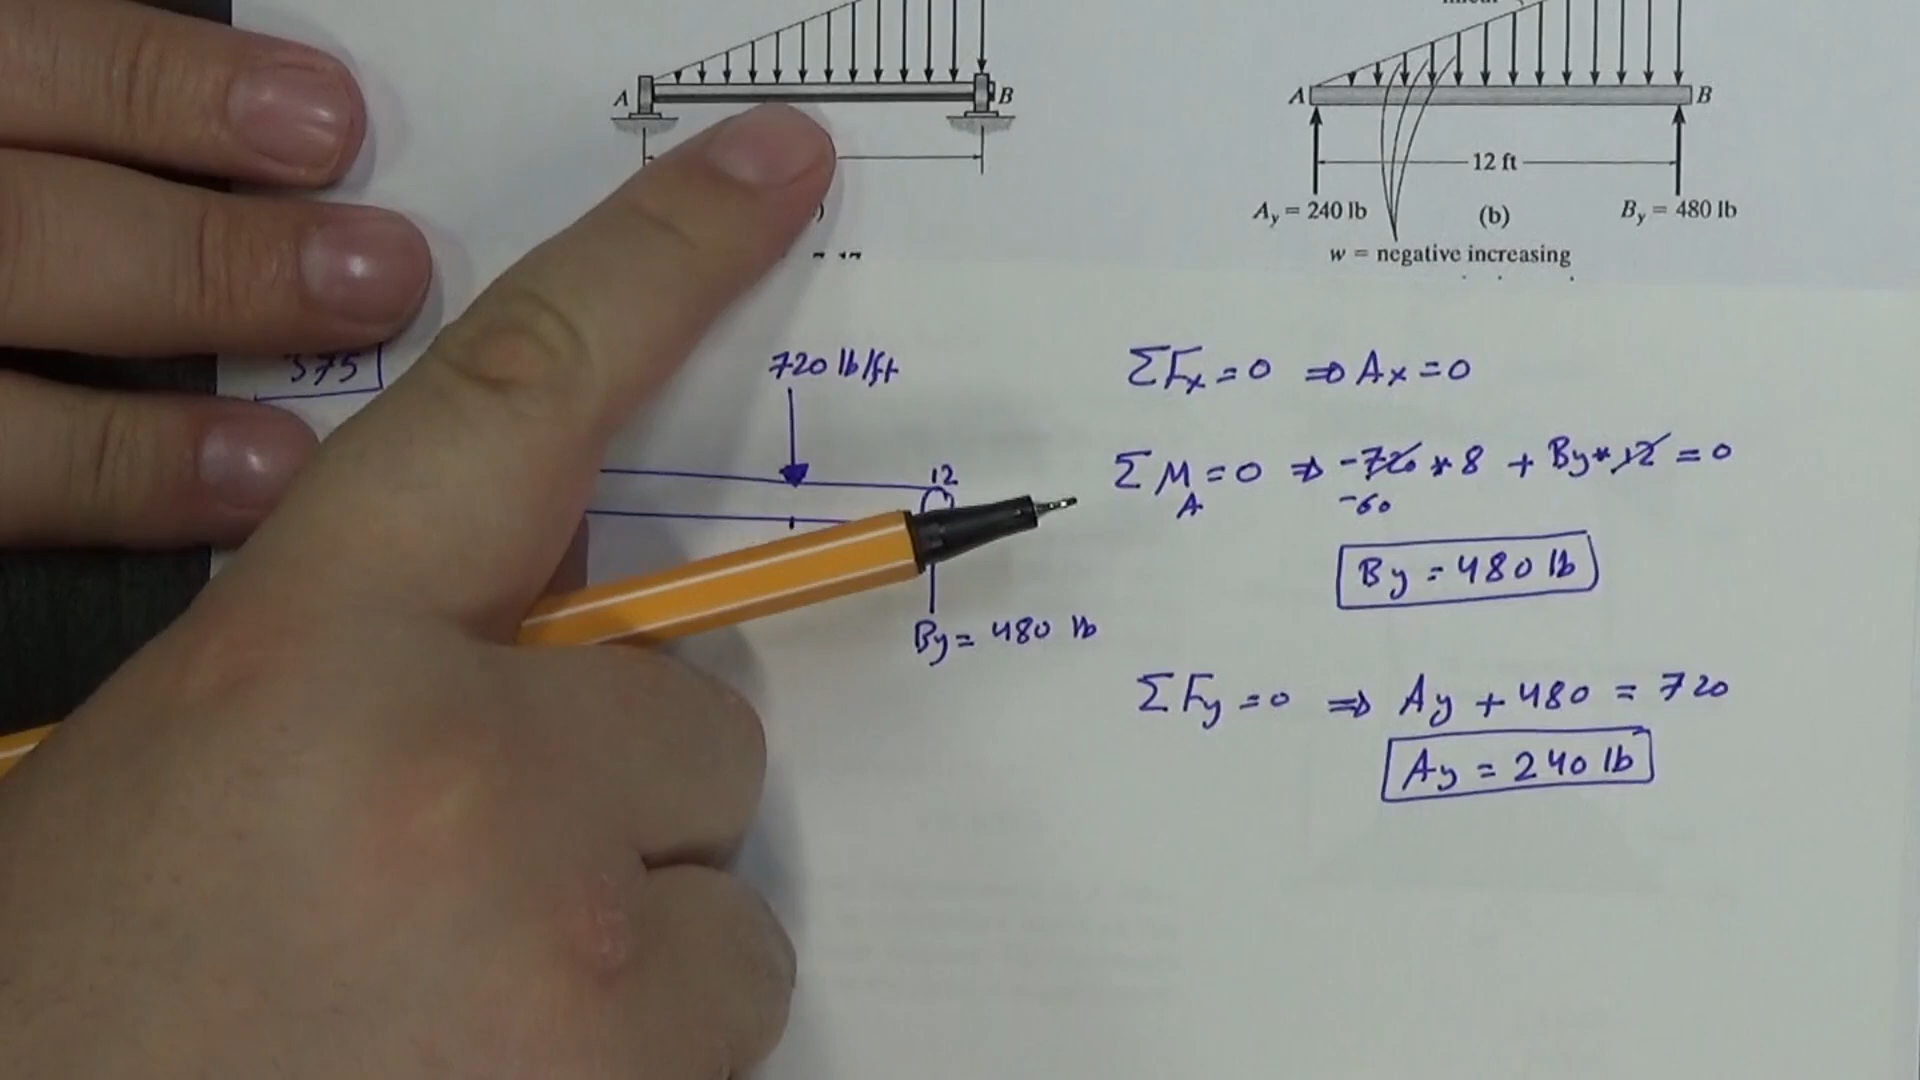 A B
A B
12 ft
Ay = 240 lb (b) By = 480 lb
w = negative increasing
375
720 lb/ft
12
By = 480 lb
ΣFx = 0 ⇒ Ax = 0
ΣM = 0 ⇒ -720 * 8 + By * 12 = 0
A -60
By = 480 lb
ΣFy = 0 ⇒ Ay + 480 = 720
Ay = 240 lb